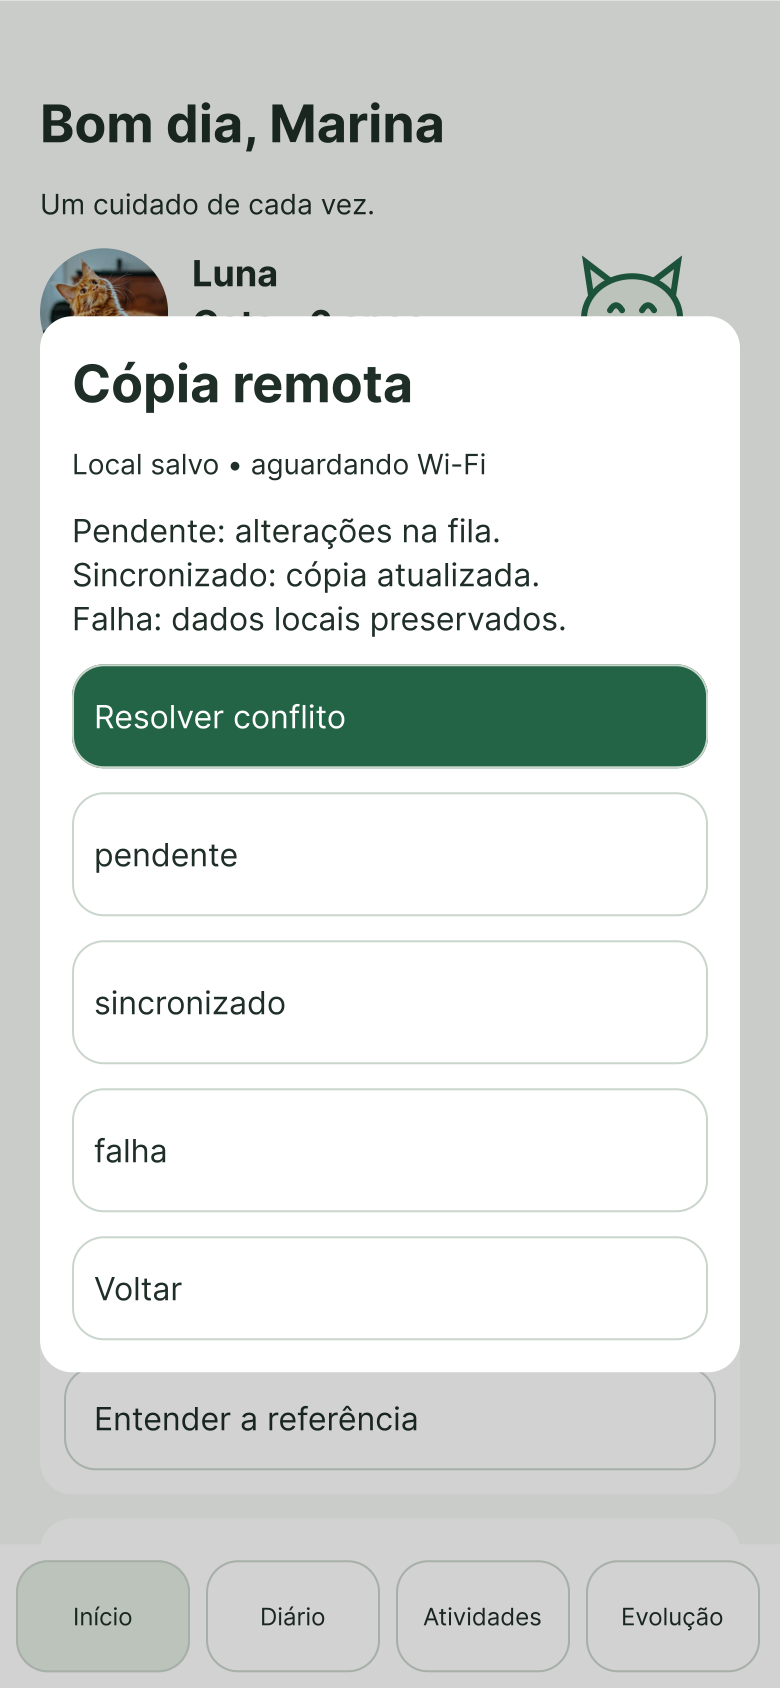 Bom dia, Marina
Um cuidado de cada vez.
Luna
Cópia remota
Local salvo • aguardando Wi-Fi
Pendente: alterações na fila.
Sincronizado: cópia atualizada.
Falha: dados locais preservados.
Resolver conflito
pendente
sincronizado
falha
Voltar
Entender a referência
Início
Diário
Atividades
Evolução